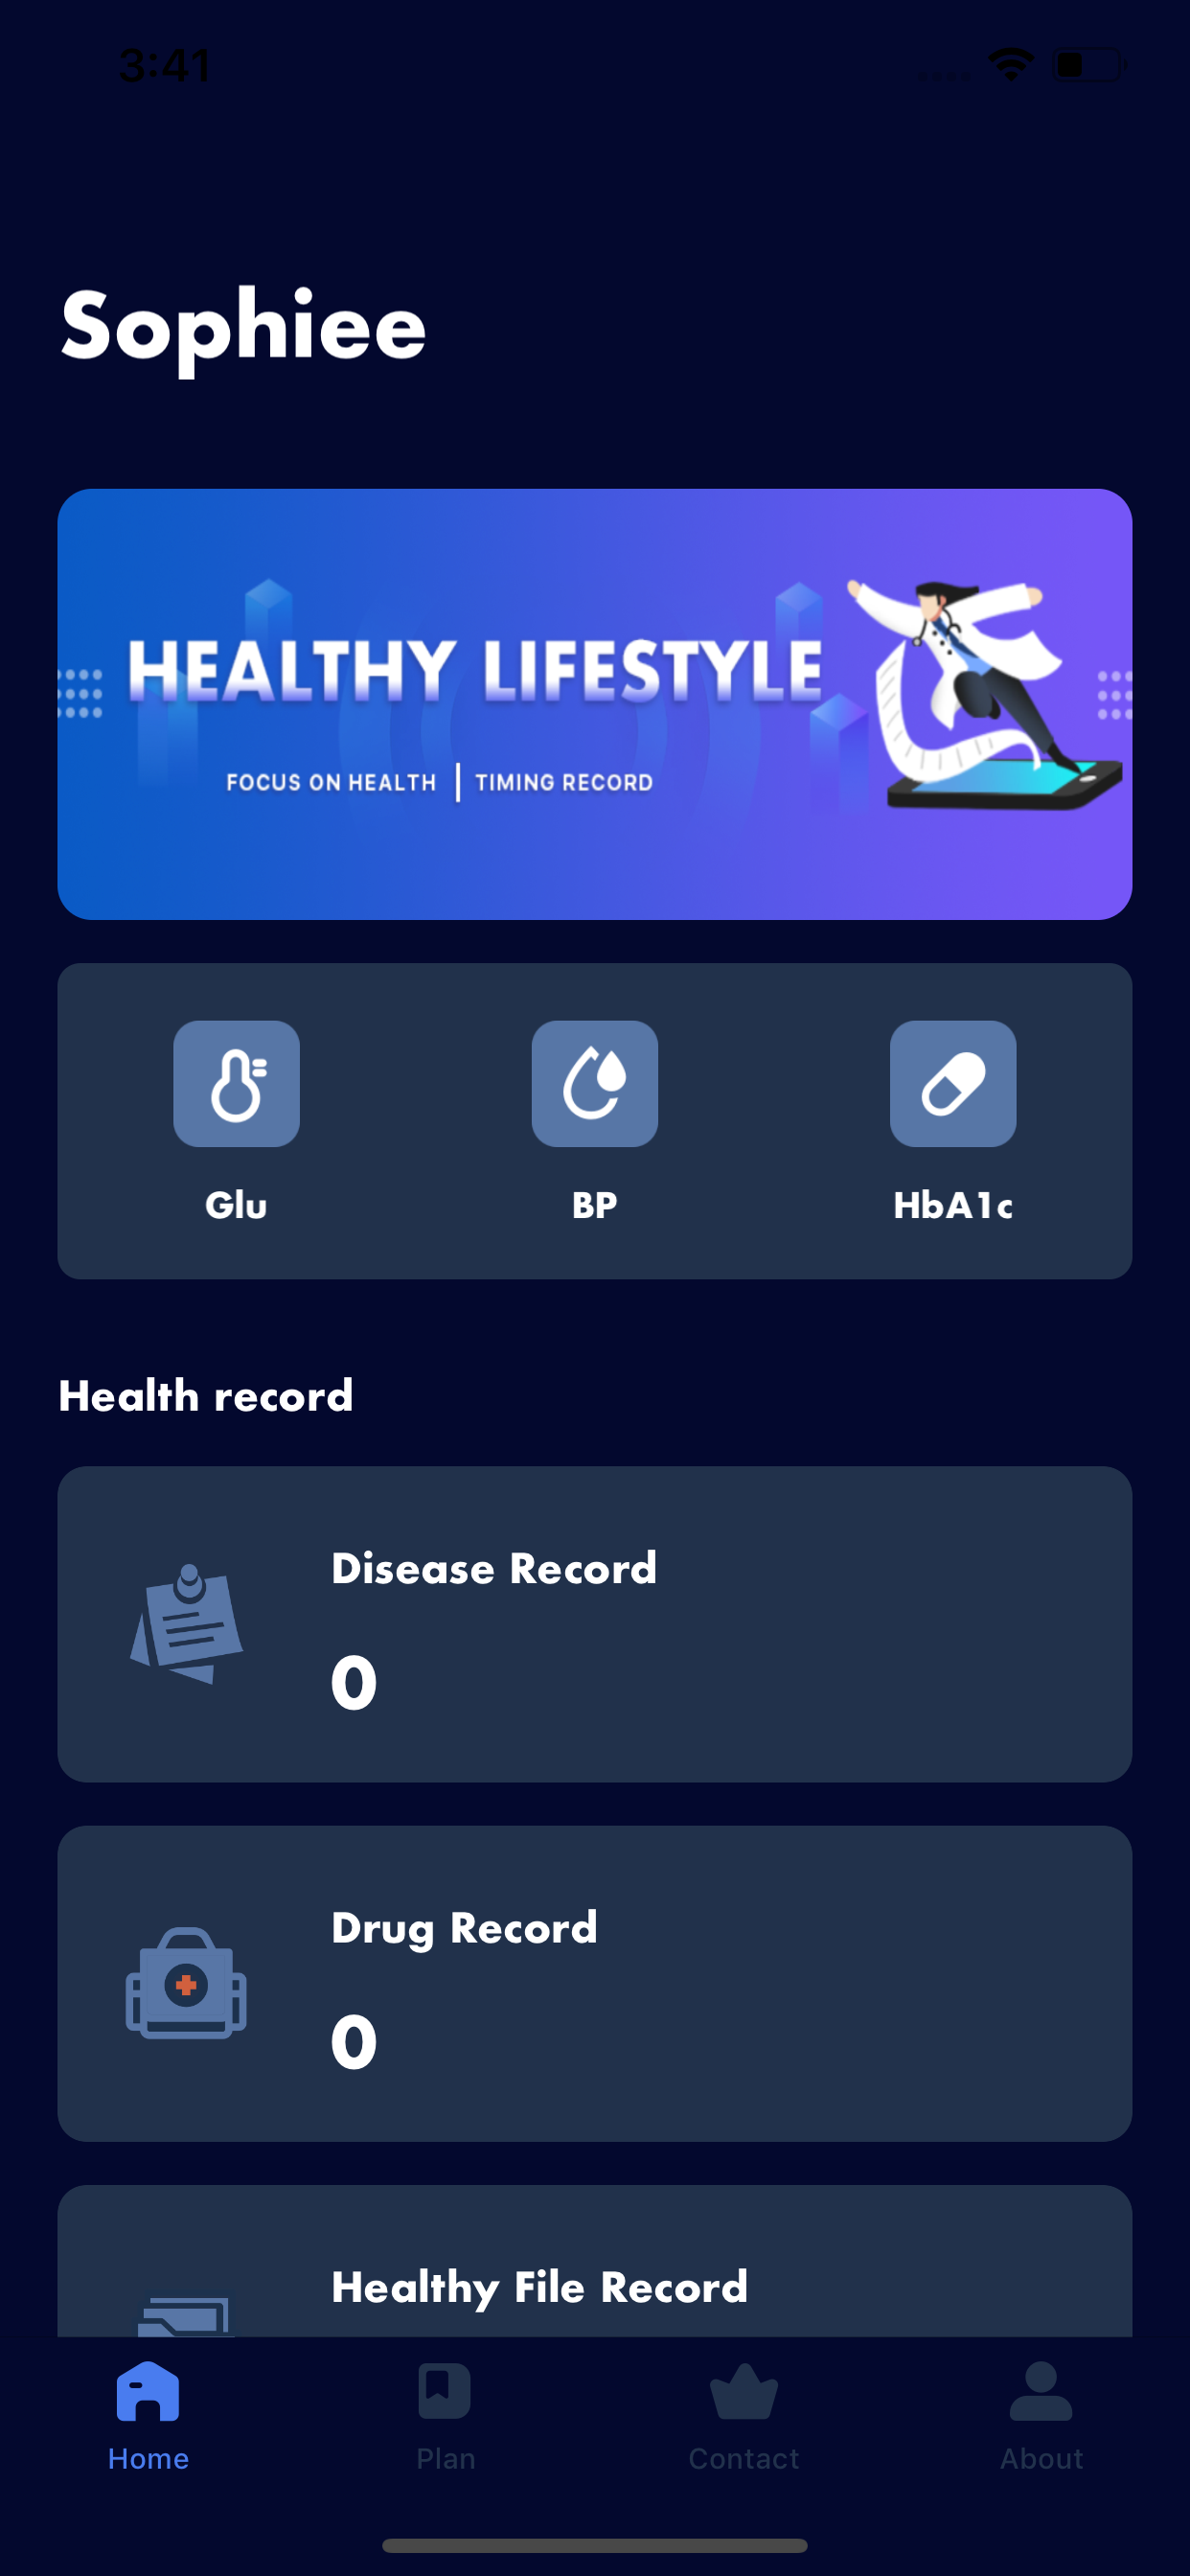 3:41
Sophiee
HEALTHY LIFESTYLE
FOCUS ON HEALTH | TIMING RECORD
Glu
BP
HbA1c
Health record
Disease Record
0
Drug Record
0
Healthy File Record
Home
Plan
Contact
About